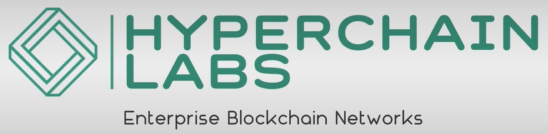 HYPERCHAIN
LABS
Enterprise Blockchain Networks